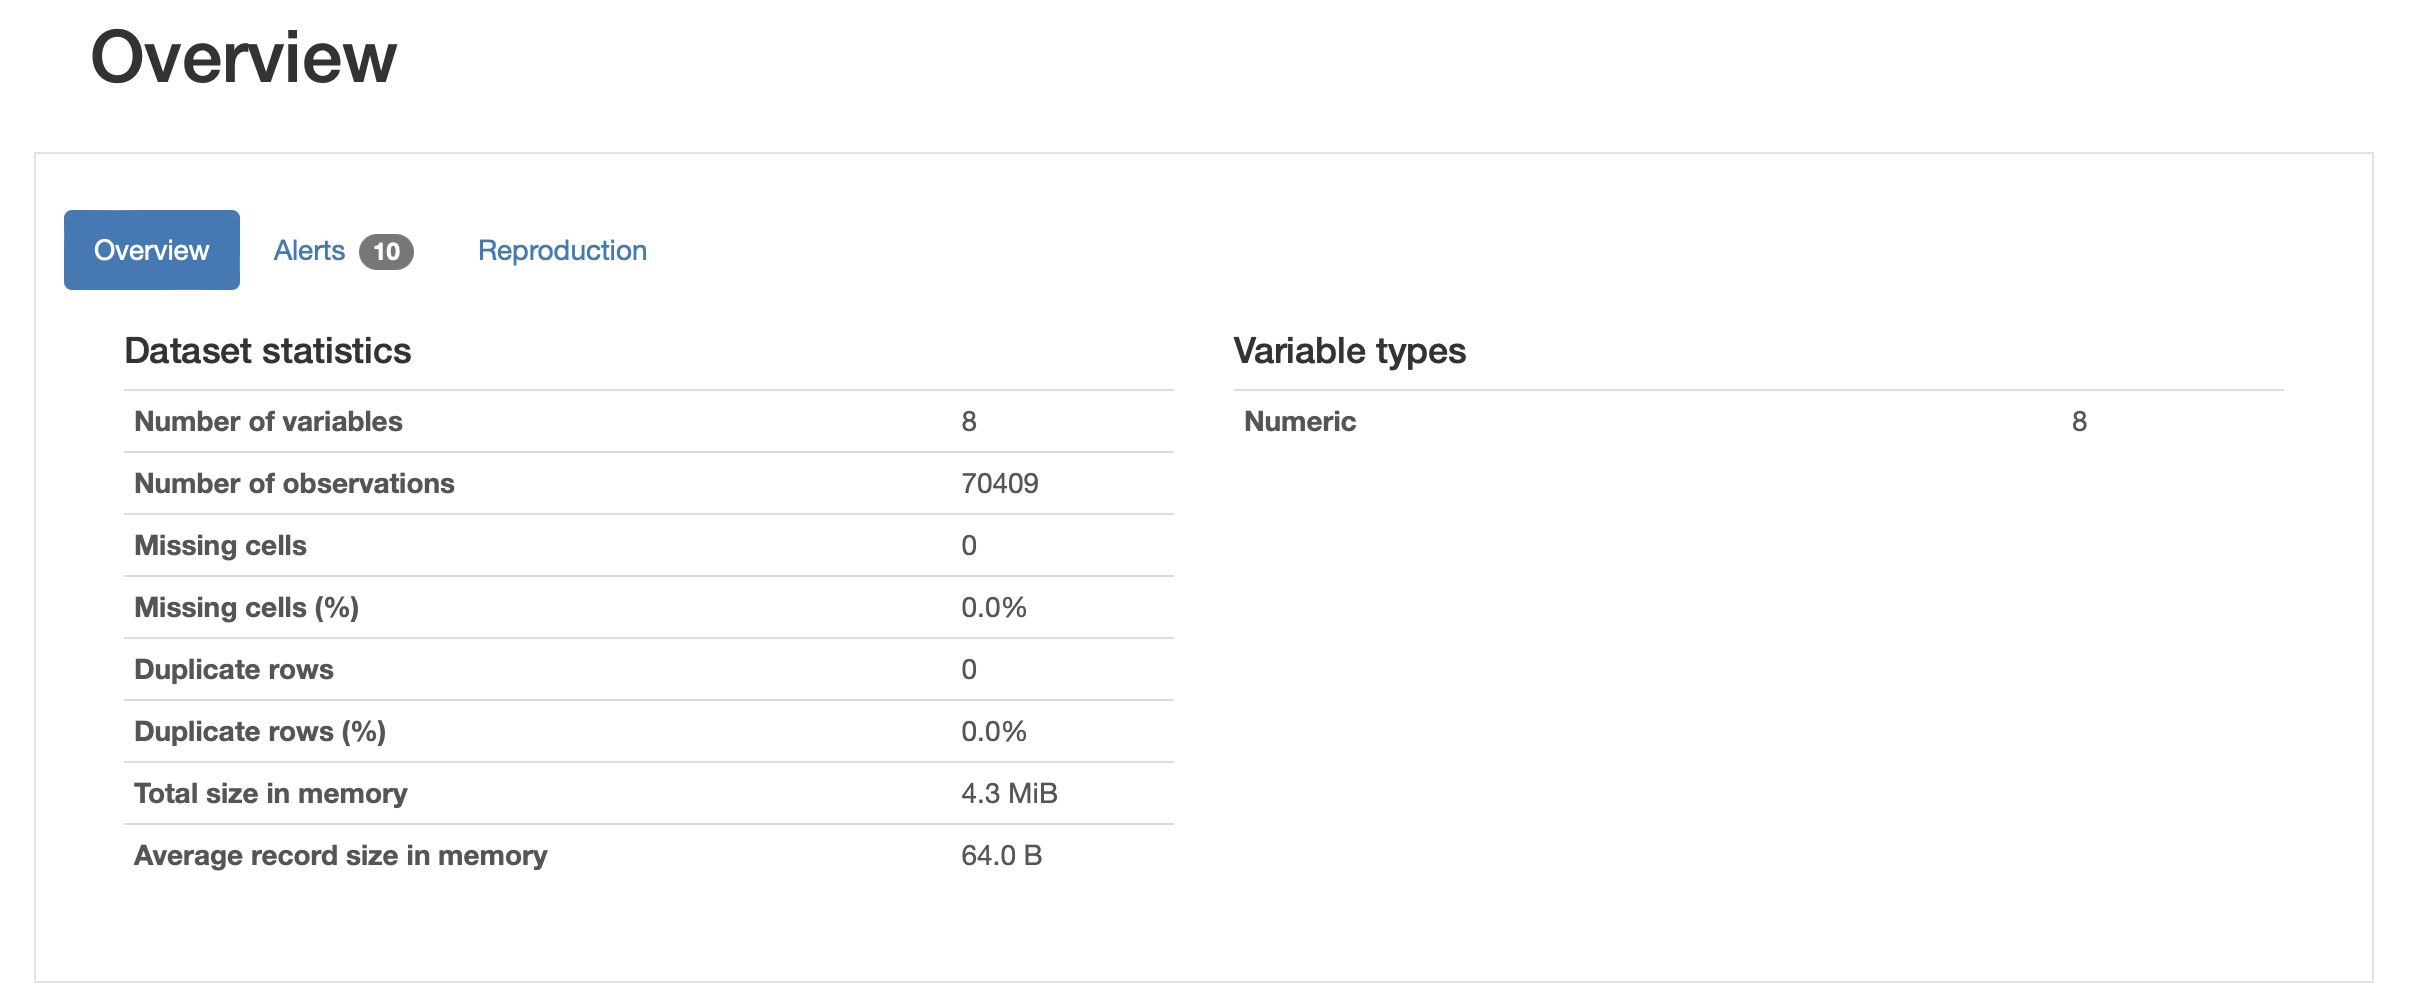 Overview
Overview Alerts 10 Reproduction
Dataset statistics
Number of variables 8
Number of observations 70409
Missing cells 0
Missing cells (%) 0.0%
Duplicate rows 0
Duplicate rows (%) 0.0%
Total size in memory 4.3 MiB
Average record size in memory 64.0 B
Variable types
Numeric 8